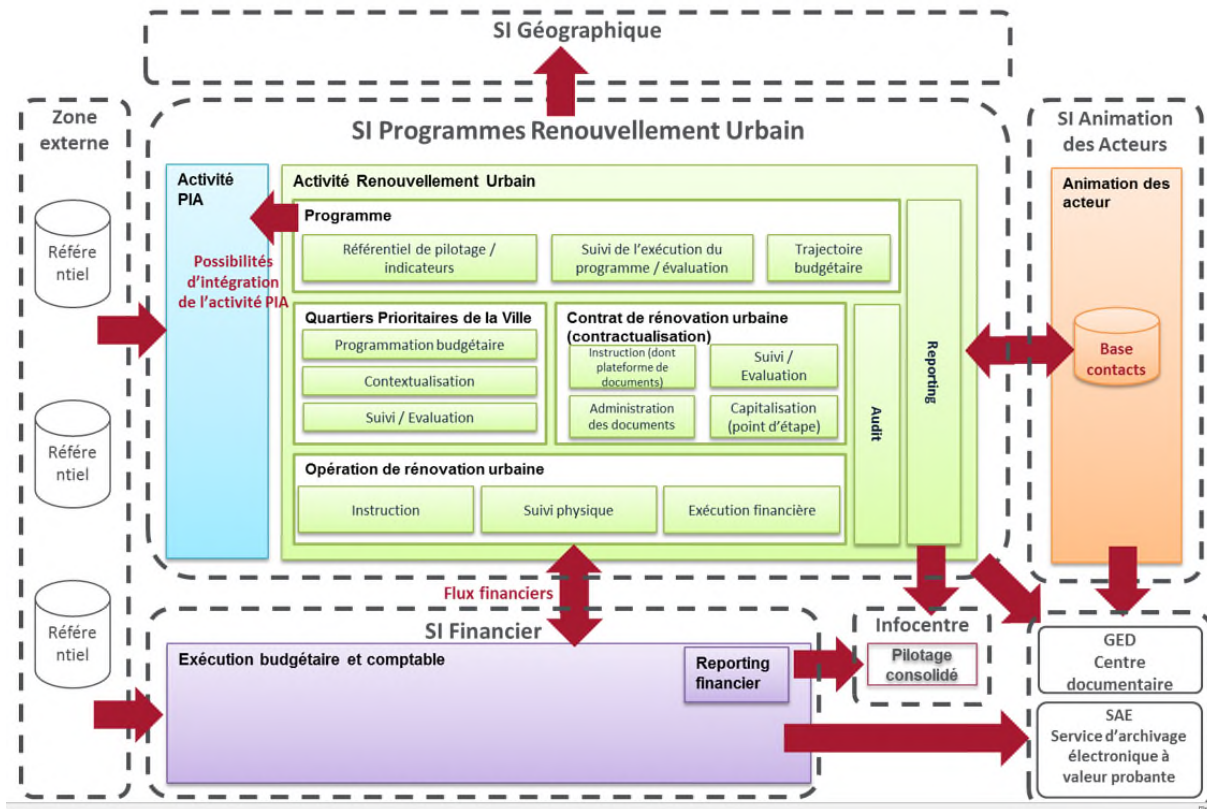 SI Géographique
Zone
externe
Référe
ntiel
Référe
ntiel
Référe
ntiel
SI Programmes Renouvellement Urbain
Activité
PIA
Possibilités
d'intégration
de l'activité PIA
Activité Renouvellement Urbain
Programme
Référentiel de pilotage /
indicateurs
Suivi de l'exécution du
programme / évaluation
Trajectoire
budgétaire
Quartiers Prioritaires de la Ville
Programmation budgétaire
Contextualisation
Suivi / Evaluation
Contrat de rénovation urbaine
(contractualisation)
Instruction (dont
plateforme de
documents)
Suivi /
Evaluation
Administration
des documents
Capitalisation
(point d'étape)
Opération de rénovation urbaine
Instruction
Suivi physique
Exécution financière
Audit
Reporting
SI Animation
des Acteurs
Animation des
acteur
Base
contacts
Flux financiers
SI Financier
Exécution budgétaire et comptable
Reporting
financier
Infocentre
Pilotage
consolidé
GED
Centre
documentaire
SAE
Service d'archivage
électronique à
valeur probante